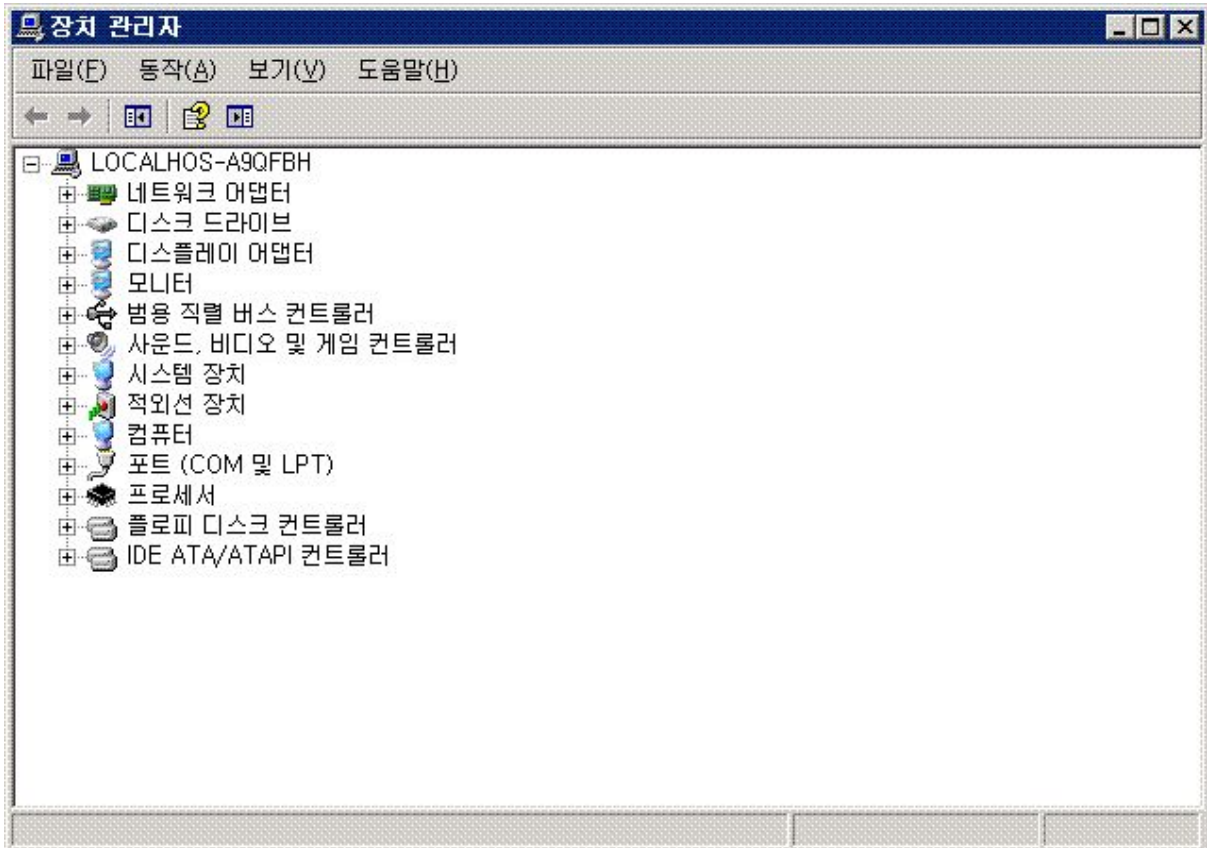 장치 관리자
파일(F) 동작(A) 보기(V) 도움말(H)
LOCALHOS-A9QFBH
네트워크 어댑터
디스크 드라이브
디스플레이 어댑터
모니터
범용 직렬 버스 컨트롤러
사운드, 비디오 및 게임 컨트롤러
시스템 장치
적외선 장치
컴퓨터
포트 (COM 및 LPT)
프로세서
플로피 디스크 컨트롤러
IDE ATA/ATAPI 컨트롤러